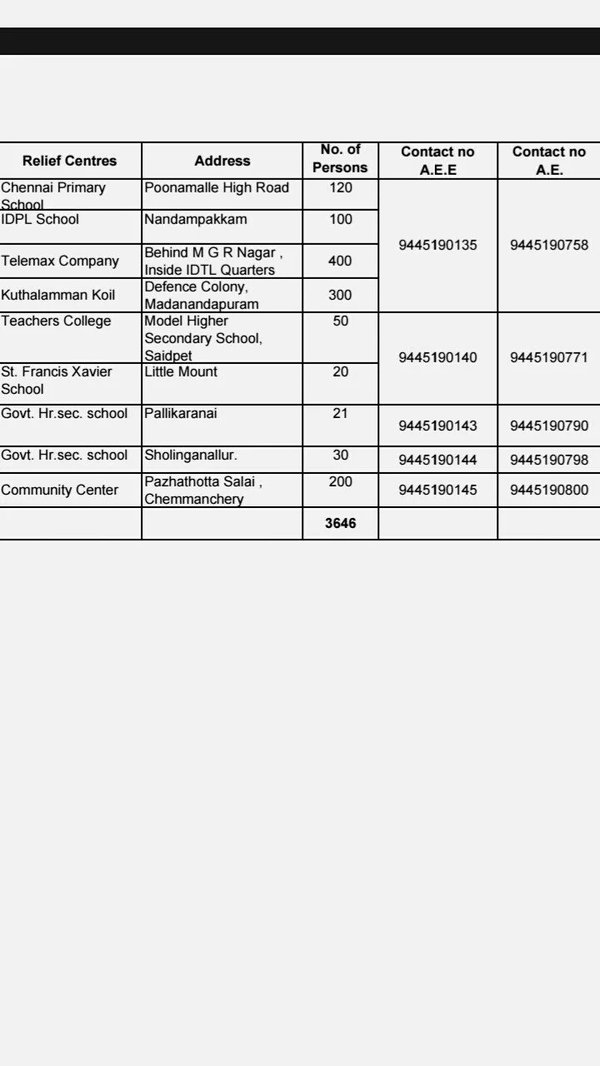 Relief Centres Address No. of Persons Contact no A.E.E Contact no A.E.
Chennai Primary School Poonamalle High Road 120 9445190135 9445190758
IDPL School Nandampakkam 100
Telemax Company Behind M G R Nagar , Inside IDTL Quarters 400
Kuthalamman Koil Defence Colony, Madanandapuram 300
Teachers College Model Higher Secondary School, Saidpet 50 9445190140 9445190771
St. Francis Xavier School Little Mount 20
Govt. Hr.sec. school Pallikaranai 21 9445190143 9445190790
Govt. Hr.sec. school Sholinganallur. 30 9445190144 9445190798
Community Center Pazhathotta Salai , Chemmanchery 200 9445190145 9445190800
3646